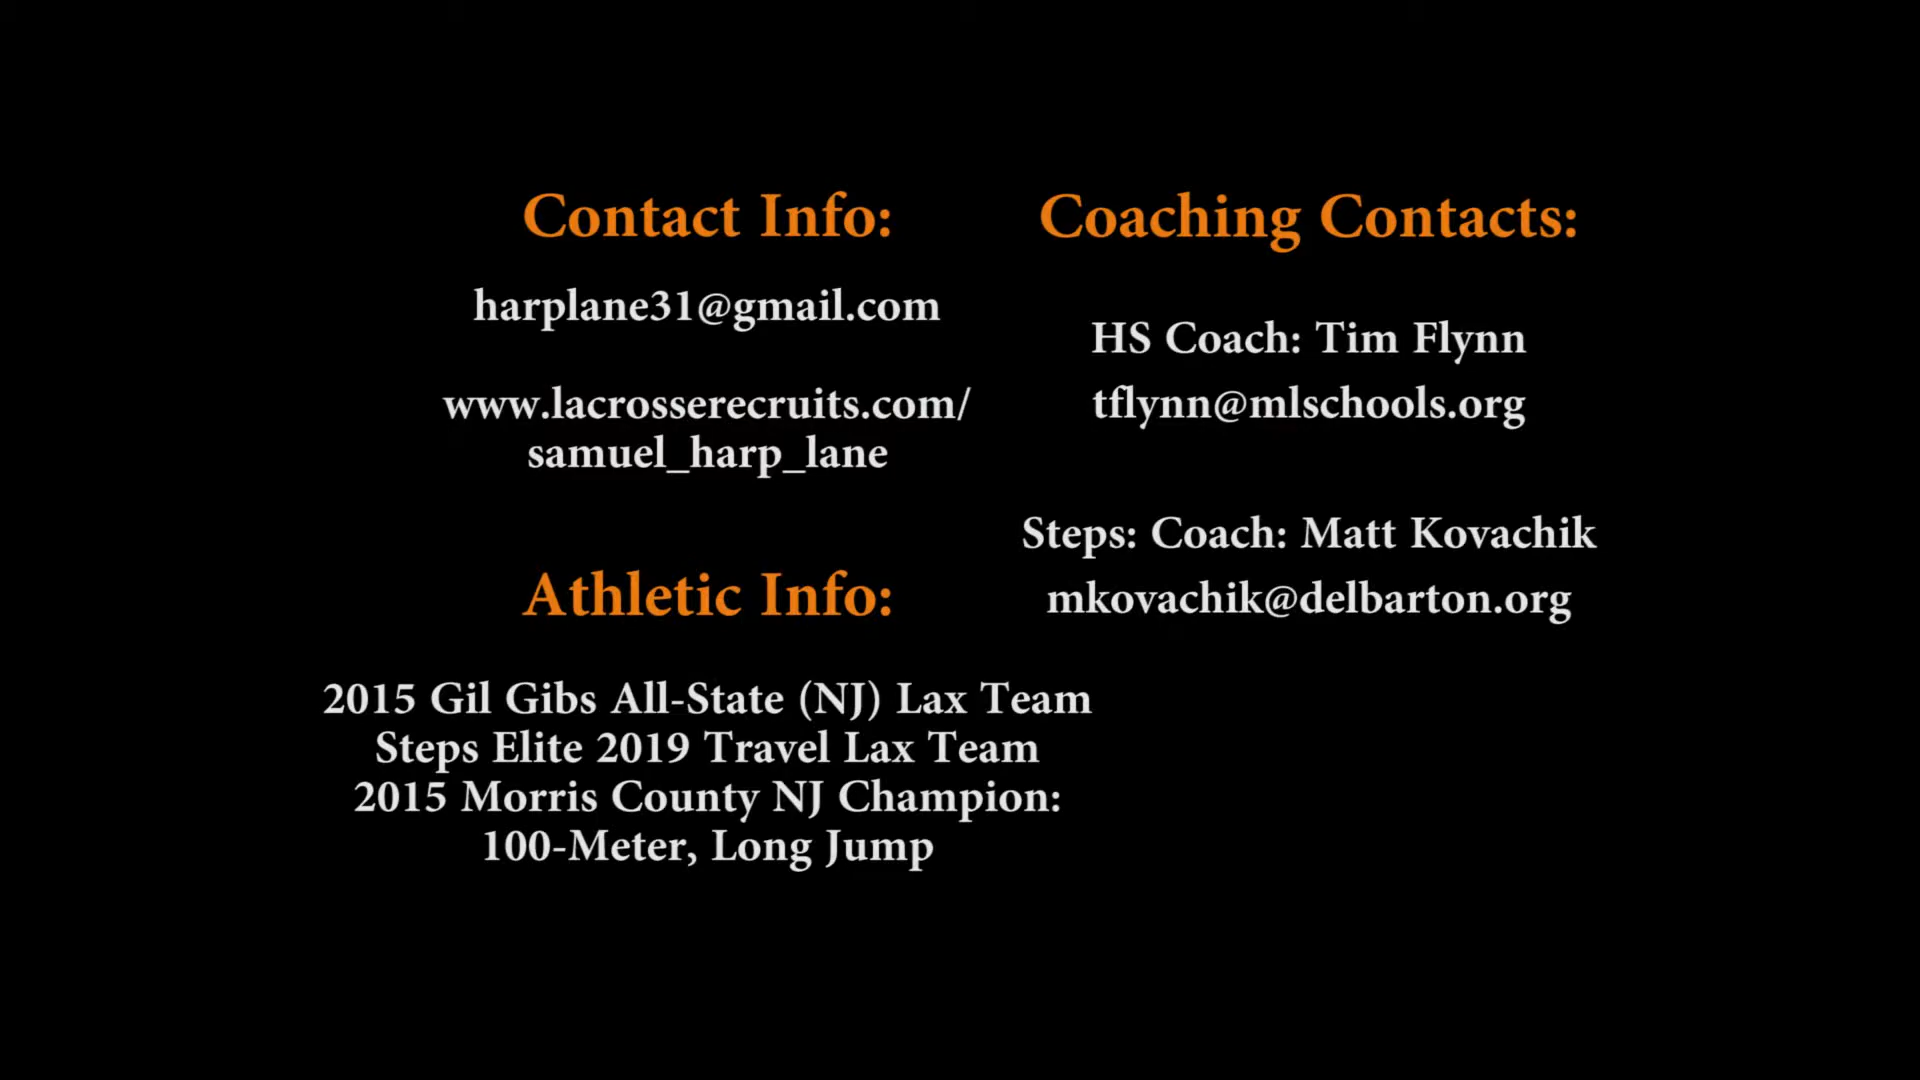 Contact Info:
harplane31@gmail.com
www.lacrosserecruits.com/
samuel_harp_lane
Athletic Info:
2015 Gil Gibs All-State (NJ) Lax Team
Steps Elite 2019 Travel Lax Team
2015 Morris County NJ Champion:
100-Meter, Long Jump
Coaching Contacts:
HS Coach: Tim Flynn
tflynn@mlschools.org
Steps: Coach: Matt Kovachik
mkovachik@delbarton.org